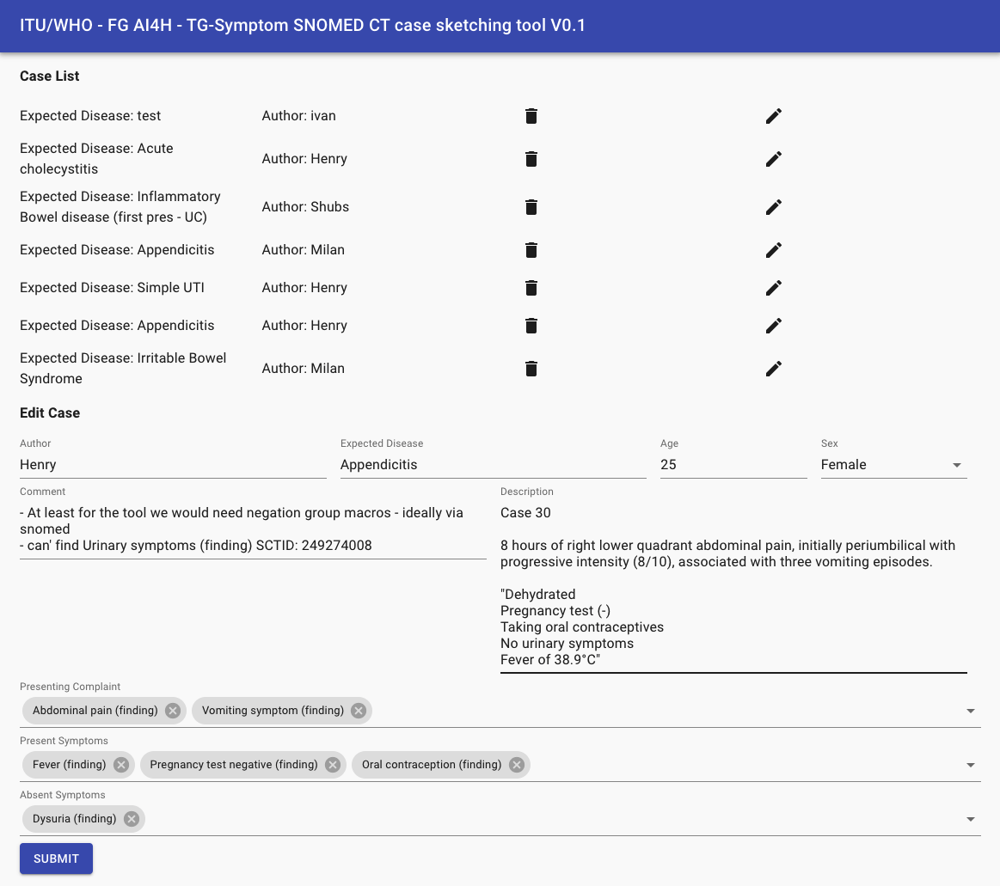 ITU/WHO - FG AI4H - TG-Symptom SNOMED CT case sketching tool V0.1
Case List
Expected Disease: test
Author: ivan
Expected Disease: Acute
cholecystitis
Author: Henry
Expected Disease: Inflammatory
Bowel disease (first pres - UC)
Author: Shubs
Expected Disease: Appendicitis
Author: Milan
Expected Disease: Simple UTI
Author: Henry
Expected Disease: Appendicitis
Author: Henry
Expected Disease: Irritable Bowel
Syndrome
Author: Milan
Edit Case
Author
Henry
Expected Disease
Appendicitis
Age
25
Sex
Female
Comment
- At least for the tool we would need negation group macros - ideally via
snomed
- can' find Urinary symptoms (finding) SCTID: 249274008
Description
Case 30
8 hours of right lower quadrant abdominal pain, initially periumbilical with
progressive intensity (8/10), associated with three vomiting episodes.
"Dehydrated
Pregnancy test (-)
Taking oral contraceptives
No urinary symptoms
Fever of 38.9°C"
Presenting Complaint
Abdominal pain (finding)
Vomiting symptom (finding)
Present Symptoms
Fever (finding)
Pregnancy test negative (finding)
Oral contraception (finding)
Absent Symptoms
Dysuria (finding)
SUBMIT